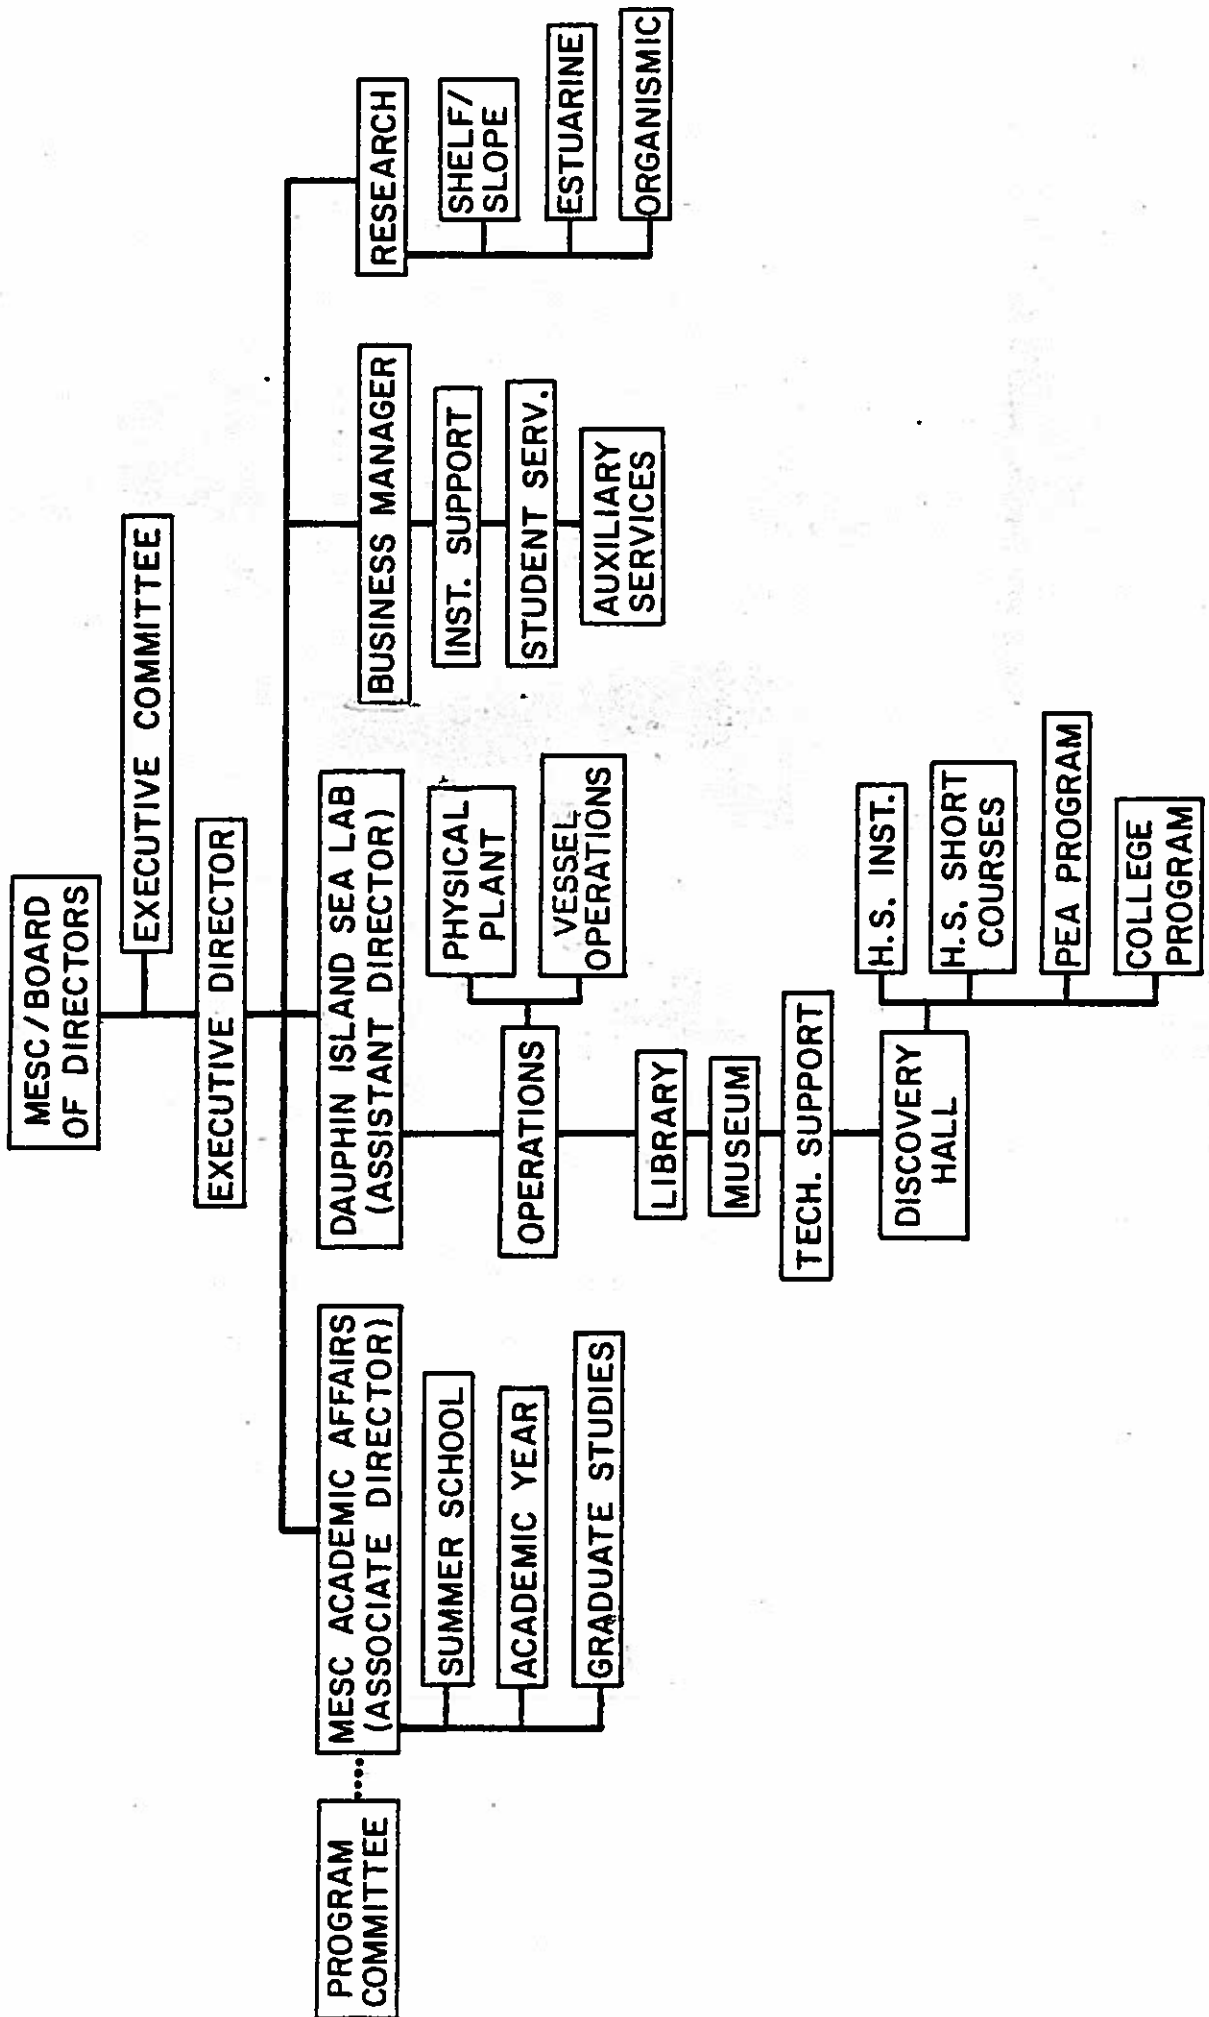 MESC/BOARD
OF DIRECTORS
EXECUTIVE COMMITTEE
EXECUTIVE DIRECTOR
PROGRAM
COMMITTEE
MESC ACADEMIC AFFAIRS
(ASSOCIATE DIRECTOR)
SUMMER SCHOOL
ACADEMIC YEAR
GRADUATE STUDIES
DAUPHIN ISLAND SEA LAB
(ASSISTANT DIRECTOR)
OPERATIONS
PHYSICAL
PLANT
VESSEL
OPERATIONS
LIBRARY
MUSEUM
TECH. SUPPORT
DISCOVERY
HALL
H.S. INST.
H.S. SHORT
COURSES
PEA PROGRAM
COLLEGE
PROGRAM
BUSINESS MANAGER
INST. SUPPORT
STUDENT SERV.
AUXILIARY
SERVICES
RESEARCH
SHELF/
SLOPE
ESTUARINE
ORGANISMIC